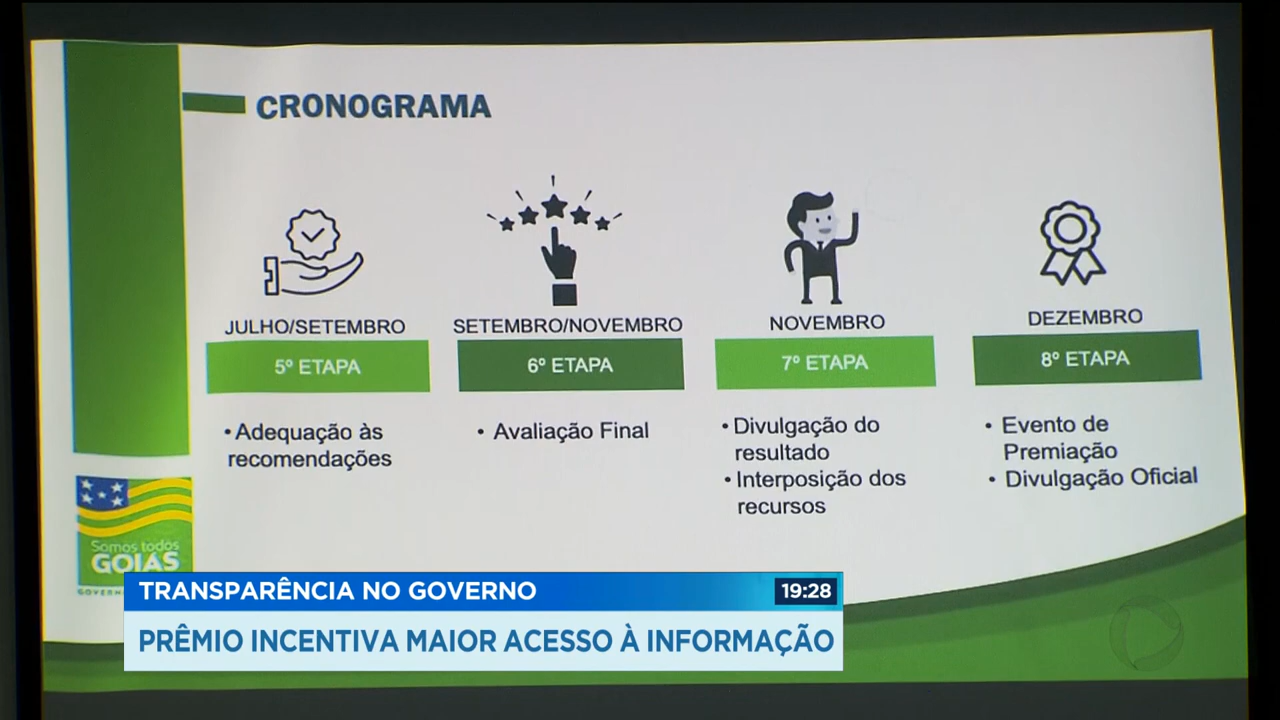 CRONOGRAMA
JULHO/SETEMBRO
5º ETAPA
• Adequação às
recomendações
SETEMBRO/NOVEMBRO
6º ETAPA
• Avaliação Final
NOVEMBRO
7º ETAPA
• Divulgação do
resultado
• Interposição dos
recursos
DEZEMBRO
8º ETAPA
• Evento de
Premiação
• Divulgação Oficial
Somos todos
GOIÁS
TRANSPARÊNCIA NO GOVERNO
19:28
PRÊMIO INCENTIVA MAIOR ACESSO À INFORMAÇÃO